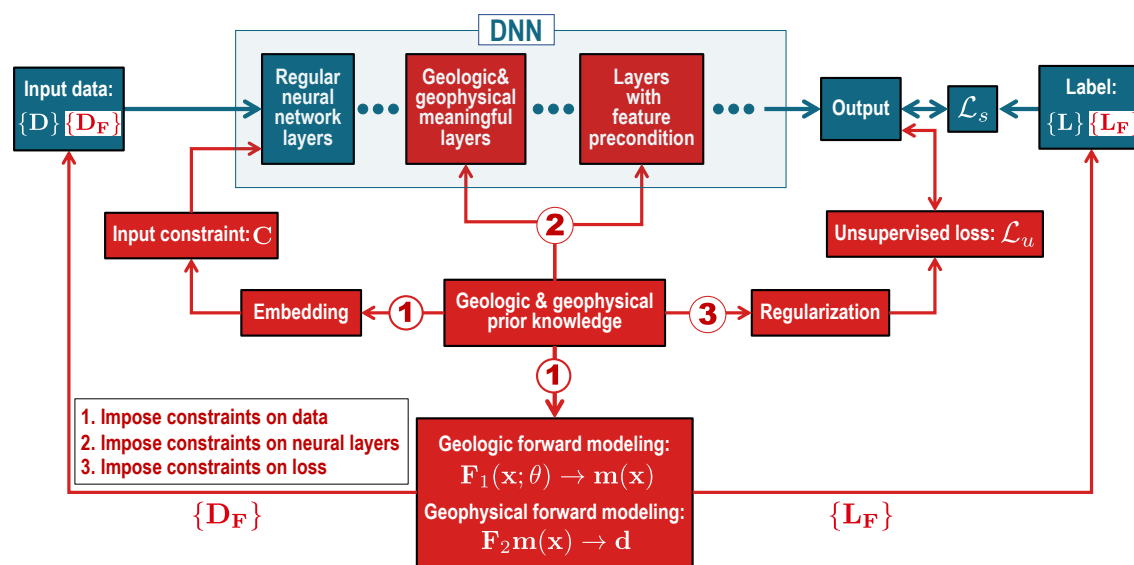 DNN
Input data:
{D} {D_F}
Regular
neural
network
layers
Geologic&
geophysical
meaningful
layers
Layers
with
feature
precondition
Output
ℒ_s
Label:
{L} {L_F}
Input constraint: C
2
Unsupervised loss: ℒ_u
Embedding
1
Geologic & geophysical
prior knowledge
3
Regularization
1
1. Impose constraints on data
2. Impose constraints on neural layers
3. Impose constraints on loss
Geologic forward modeling:
F₁(x; θ) → m(x)
Geophysical forward modeling:
F₂m(x) → d
{D_F}
{L_F}